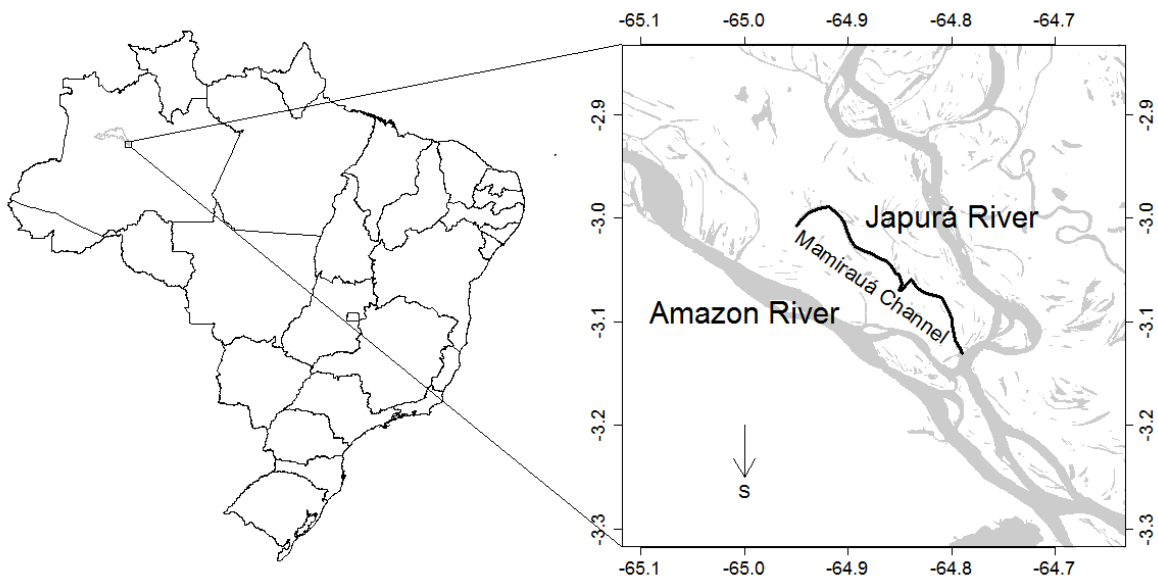 -65.1 -65.0 -64.9 -64.8 -64.7
-2.9 -2.9
-3.0 -3.0
Japurá River
Mamirauá Channel
Amazon River
-3.1 -3.1
-3.2 -3.2
S
-3.3 -3.3
-65.1 -65.0 -64.9 -64.8 -64.7